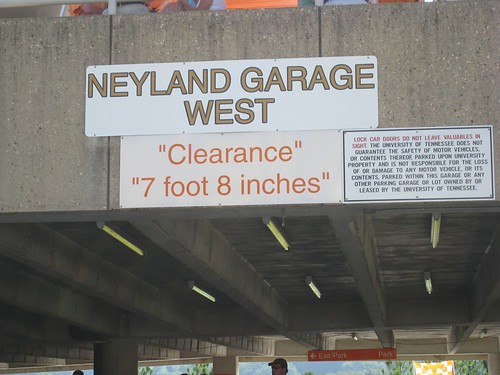 NEYLAND GARAGE
WEST
"Clearance"
"7 foot 8 inches"
LOCK CAR DOORS DO NOT LEAVE VALUABLES IN
SIGHT. THE UNIVERSITY OF TENNESSEE DOES NOT
GUARANTEE THE SAFETY OF MOTOR VEHICLES,
OR CONTENTS THEREOF, PARKED UPON UNIVERSITY
PROPERTY AND IS NOT RESPONSIBLE FOR THE LOSS
OF OR DAMAGE TO ANY MOTOR VEHICLE, OR ITS
CONTENTS, PARKED WITHIN THIS GARAGE OR ANY
OTHER PARKING GARAGE OR LOT OWNED BY OR
LEASED BY THE UNIVERSITY OF TENNESSEE.
Exit/Park Park